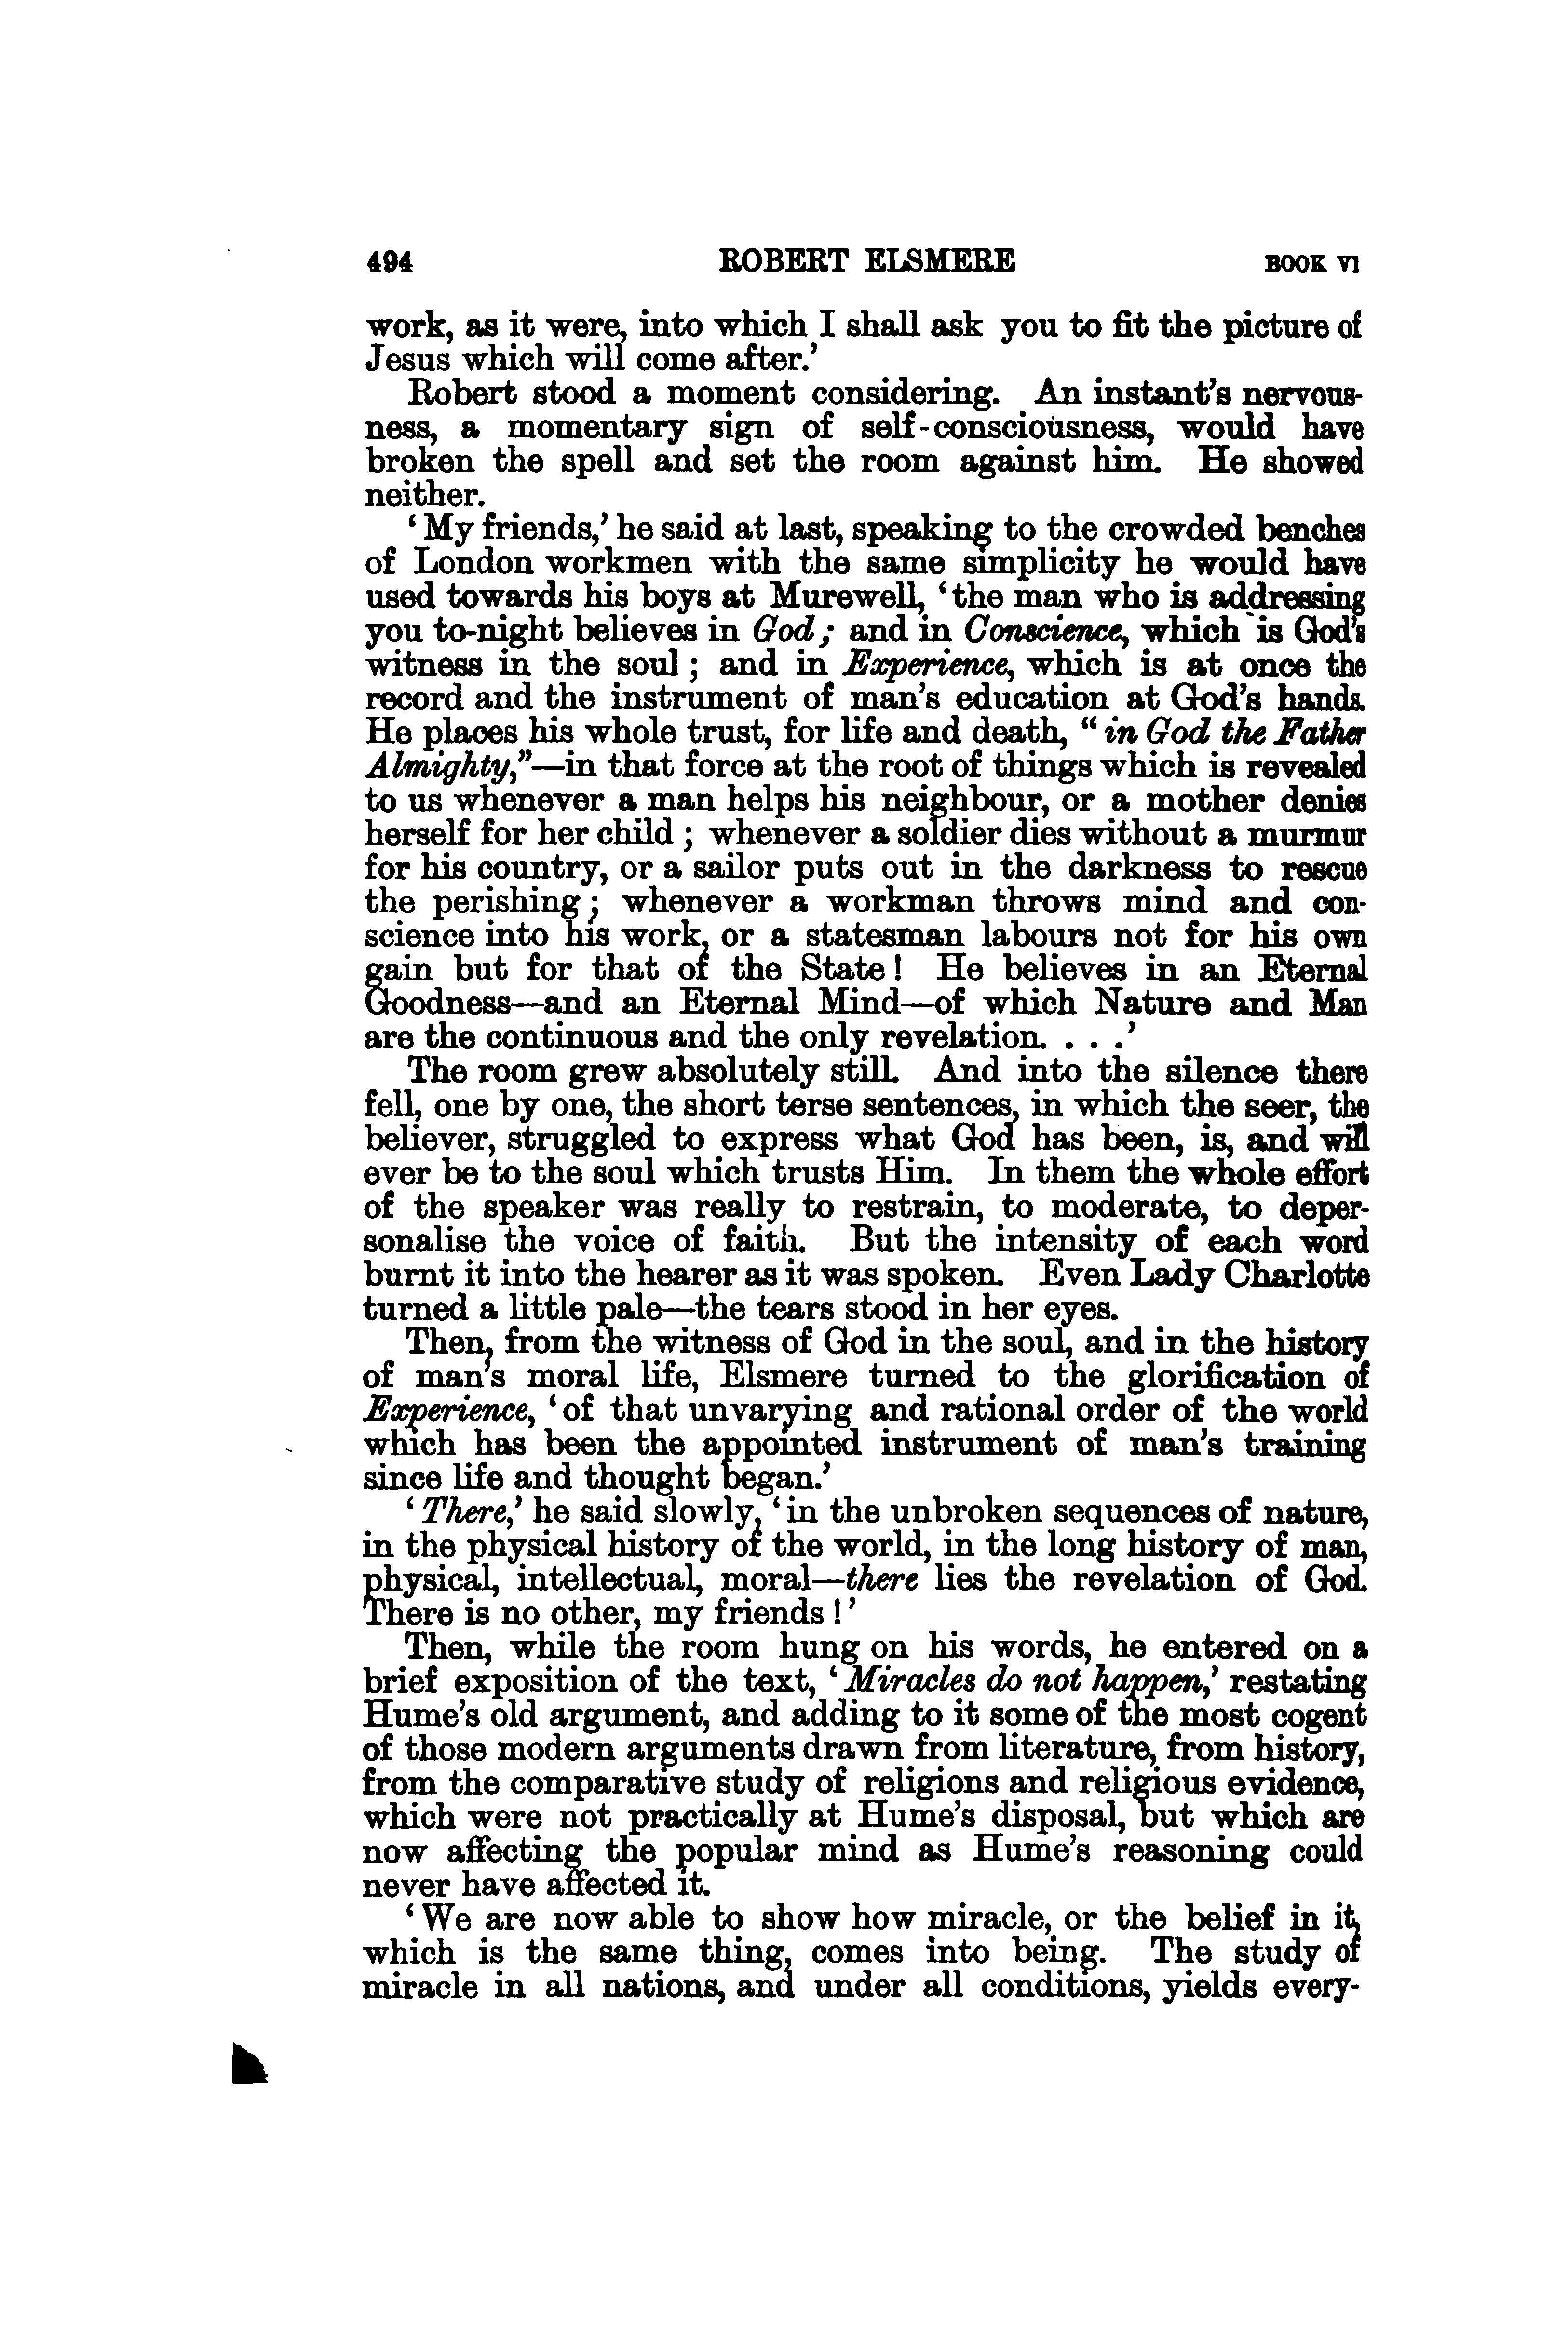 494 ROBERT ELSMERE BOOK VI
work, as it were, into which I shall ask you to fit the picture of
Jesus which will come after.’
Robert stood a moment considering. An instant’s nervous-
ness, a momentary sign of self-consciousness, would have
broken the spell and set the room against him. He showed
neither.
‘My friends,’ he said at last, speaking to the crowded benches
of London workmen with the same simplicity he would have
used towards his boys at Murewell, ‘the man who is addressing
you to-night believes in God; and in Conscience, which is God’s
witness in the soul; and in Experience, which is at once the
record and the instrument of man’s education at God’s hands.
He places his whole trust, for life and death, “in God the Father
Almighty,”—in that force at the root of things which is revealed
to us whenever a man helps his neighbour, or a mother denies
herself for her child; whenever a soldier dies without a murmur
for his country, or a sailor puts out in the darkness to rescue
the perishing; whenever a workman throws mind and con-
science into his work, or a statesman labours not for his own
gain but for that of the State! He believes in an Eternal
Goodness—and an Eternal Mind—of which Nature and Man
are the continuous and the only revelation. . . .’
The room grew absolutely still. And into the silence there
fell, one by one, the short terse sentences, in which the seer, the
believer, struggled to express what God has been, is, and will
ever be to the soul which trusts Him. In them the whole effort
of the speaker was really to restrain, to moderate, to deper-
sonalise the voice of faith. But the intensity of each word
burnt it into the hearer as it was spoken. Even Lady Charlotte
turned a little pale—the tears stood in her eyes.
Then, from the witness of God in the soul, and in the history
of man’s moral life, Elsmere turned to the glorification of
Experience, ‘of that unvarying and rational order of the world
which has been the appointed instrument of man’s training
since life and thought began.’
‘There,’ he said slowly, ‘in the unbroken sequences of nature,
in the physical history of the world, in the long history of man,
physical, intellectual, moral—there lies the revelation of God.
There is no other, my friends!’
Then, while the room hung on his words, he entered on a
brief exposition of the text, ‘Miracles do not happen,’ restating
Hume’s old argument, and adding to it some of the most cogent
of those modern arguments drawn from literature, from history,
from the comparative study of religions and religious evidence,
which were not practically at Hume’s disposal, but which are
now affecting the popular mind as Hume’s reasoning could
never have affected it.
‘We are now able to show how miracle, or the belief in it,
which is the same thing, comes into being. The study of
miracle in all nations, and under all conditions, yields every-